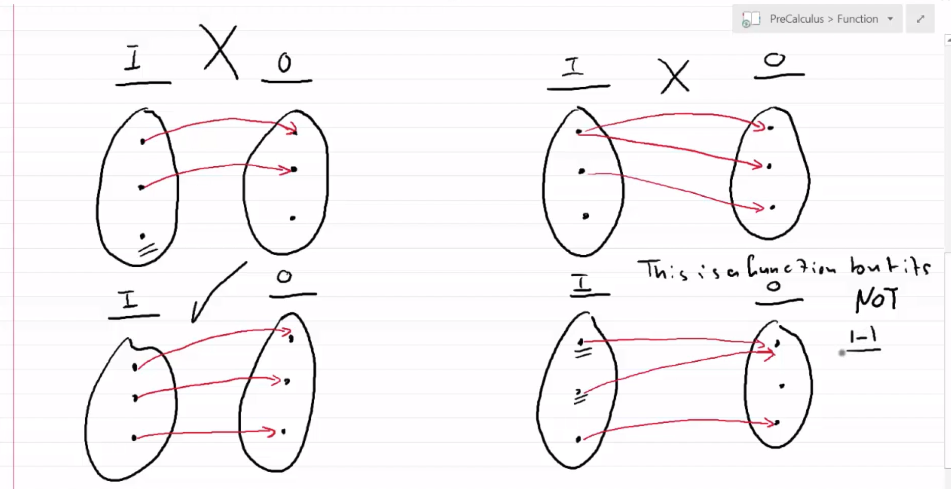 PreCalculus > Function
I X O
I X O
I O
This is a function but its
I O NOT
1-1